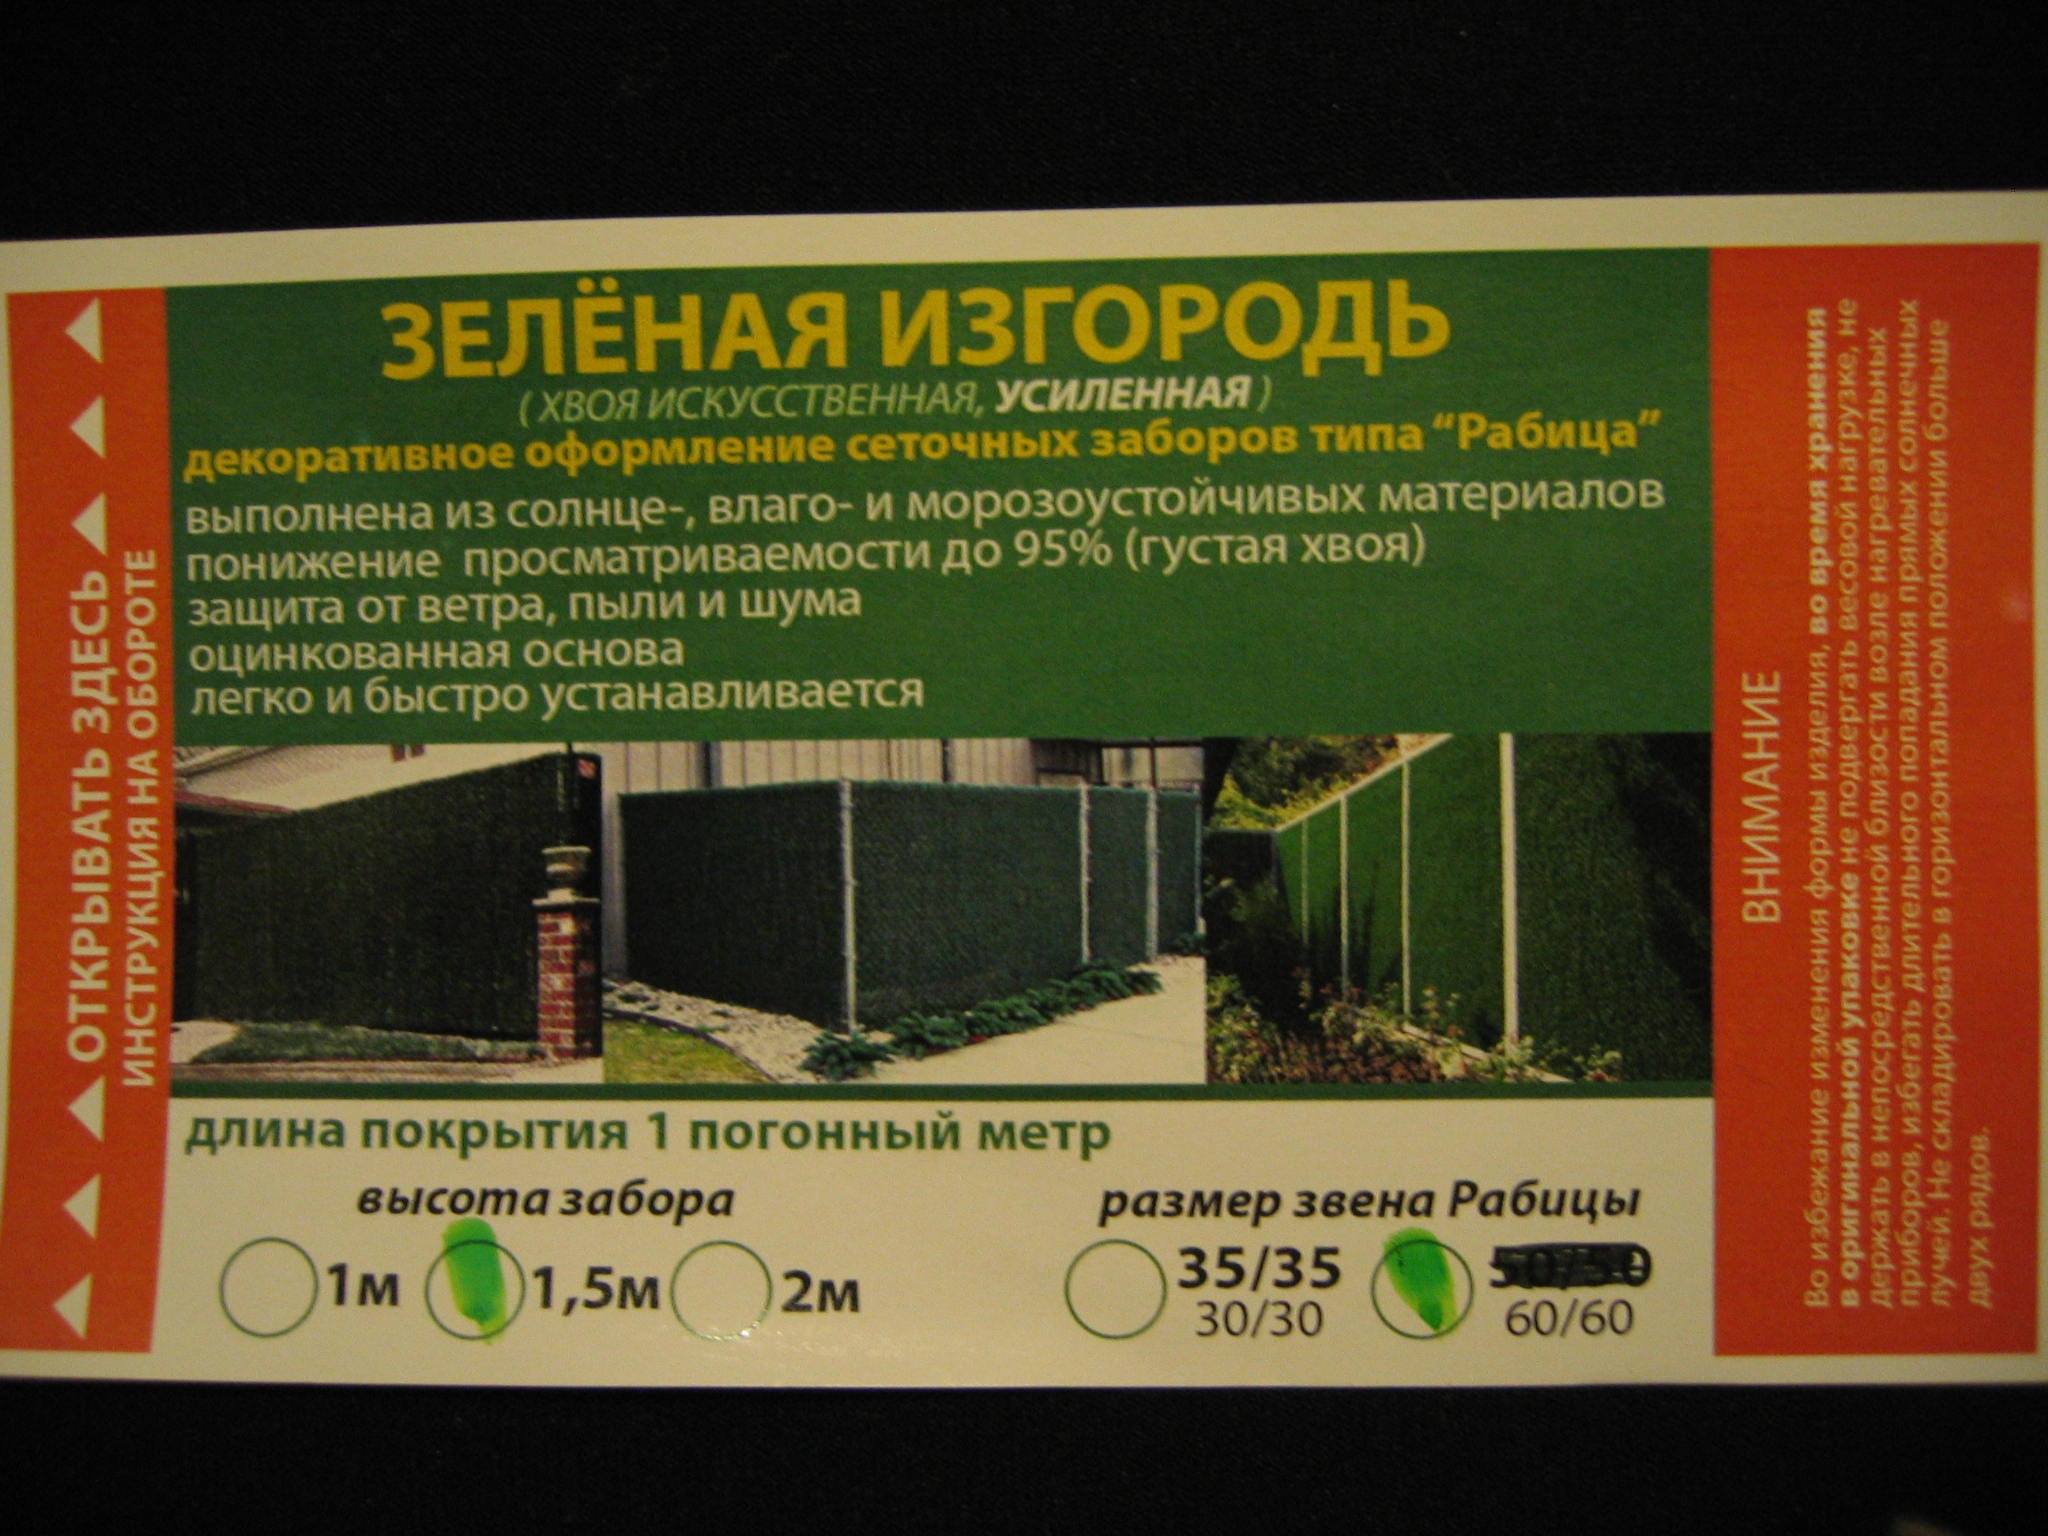 ОТКРЫВАТЬ ЗДЕСЬ
ИНСТРУКЦИЯ НА ОБОРОТЕ
ЗЕЛЁНАЯ ИЗГОРОДЬ
( ХВОЯ ИСКУССТВЕННАЯ, УСИЛЕННАЯ )
декоративное оформление сеточных заборов типа “Рабица”
выполнена из солнце-, влаго- и морозоустойчивых материалов
понижение просматриваемости до 95% (густая хвоя)
защита от ветра, пыли и шума
оцинкованная основа
легко и быстро устанавливается
длина покрытия 1 погонный метр
высота забора
1м 1,5м 2м
размер звена Рабицы
35/35 50/50
30/30 60/60
ВНИМАНИЕ
Во избежание изменения формы изделия, во время хранения
в оригинальной упаковке не подвергать весовой нагрузке, не
держать в непосредственной близости возле нагревательных
приборов, избегать длительного попадания прямых солнечных
лучей. Не складировать в горизонтальном положении больше
двух рядов.